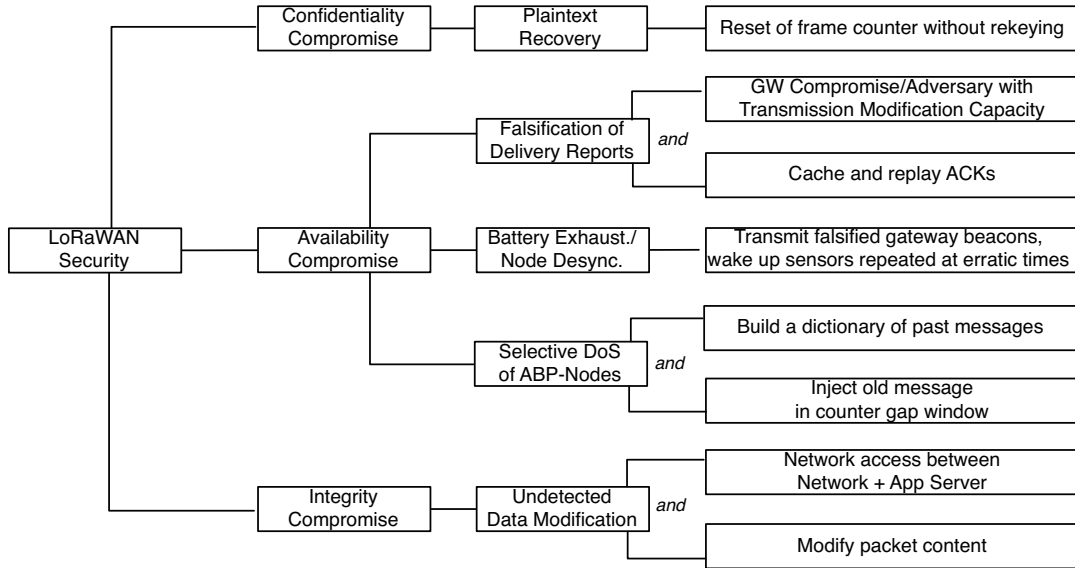 Confidentiality
Compromise
Plaintext
Recovery
Reset of frame counter without rekeying
GW Compromise/Adversary with
Transmission Modification Capacity
Falsification of
Delivery Reports
and
Cache and replay ACKs
LoRaWAN
Security
Availability
Compromise
Battery Exhaust./
Node Desync.
Transmit falsified gateway beacons,
wake up sensors repeated at erratic times
Build a dictionary of past messages
Selective DoS
of ABP-Nodes
and
Inject old message
in counter gap window
Network access between
Network + App Server
Integrity
Compromise
Undetected
Data Modification
and
Modify packet content